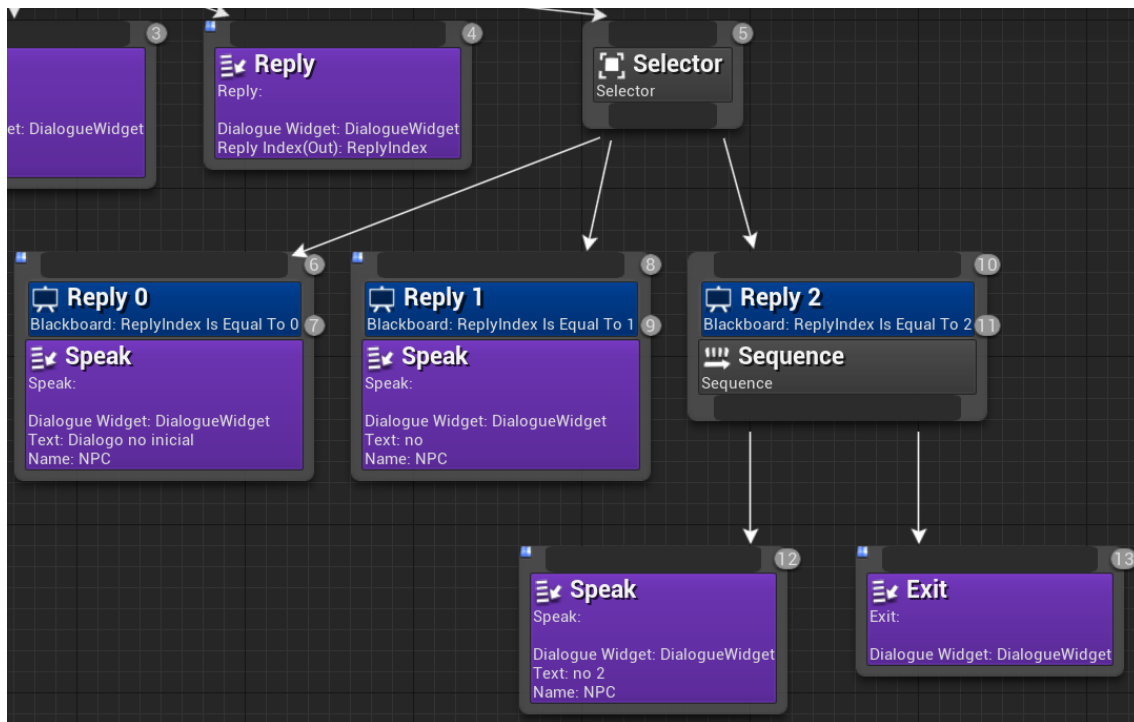 3
et: DialogueWidget
4
Reply
Reply:
Dialogue Widget: DialogueWidget
Reply Index(Out): ReplyIndex
5
Selector
Selector
6
Reply 0
Blackboard: ReplyIndex Is Equal To 0
7
Speak
Speak:
Dialogue Widget: DialogueWidget
Text: Dialogo no inicial
Name: NPC
8
Reply 1
Blackboard: ReplyIndex Is Equal To 1
9
Speak
Speak:
Dialogue Widget: DialogueWidget
Text: no
Name: NPC
10
Reply 2
Blackboard: ReplyIndex Is Equal To 2
11
Sequence
Sequence
12
Speak
Speak:
Dialogue Widget: DialogueWidget
Text: no 2
Name: NPC
13
Exit
Exit:
Dialogue Widget: DialogueWidget